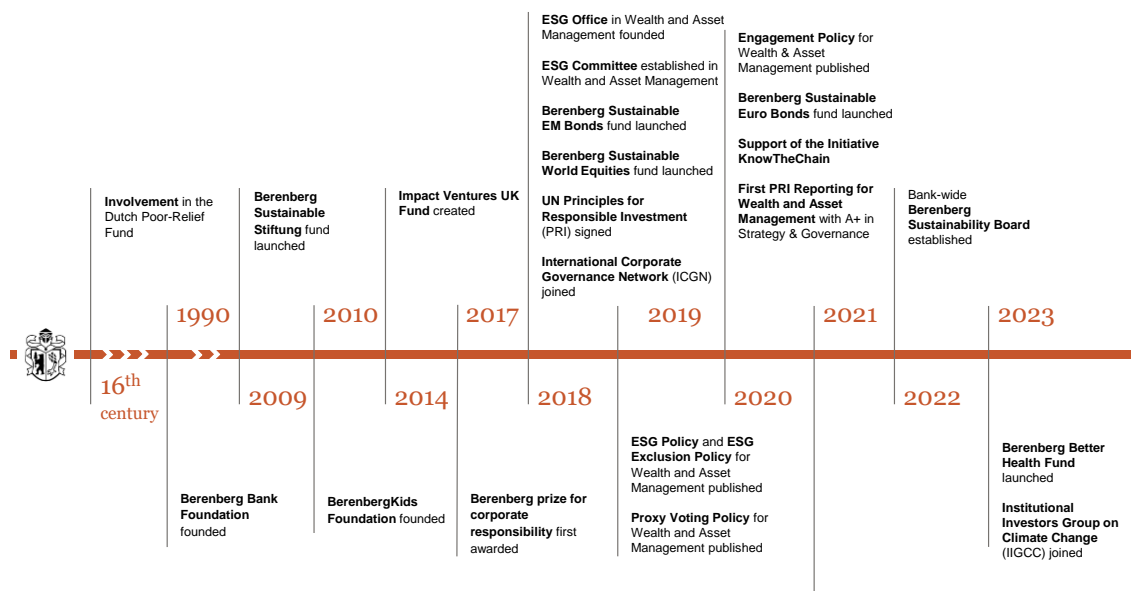 ESG Office in Wealth and Asset
Management founded
ESG Committee established in
Wealth and Asset Management
Berenberg Sustainable
EM Bonds fund launched
Berenberg Sustainable
World Equities fund launched
UN Principles for
Responsible Investment
(PRI) signed
International Corporate
Governance Network (ICGN)
joined
Engagement Policy for
Wealth & Asset
Management published
Berenberg Sustainable
Euro Bonds fund launched
Support of the Initiative
KnowTheChain
First PRI Reporting for
Wealth and Asset
Management with A+ in
Strategy & Governance
Involvement in the
Dutch Poor-Relief
Fund
Berenberg
Sustainable
Stiftung fund
launched
Impact Ventures UK
Fund created
Bank-wide
Berenberg
Sustainability Board
established
1990
2010
2017
2019
2021
2023
16th
century
2009
2014
2018
2020
2022
Berenberg Bank
Foundation
founded
BerenbergKids
Foundation founded
Berenberg prize for
corporate
responsibility first
awarded
ESG Policy and ESG
Exclusion Policy for
Wealth and Asset
Management published
Proxy Voting Policy for
Wealth and Asset
Management published
Berenberg Better
Health Fund
launched
Institutional
Investors Group on
Climate Change
(IIGCC) joined